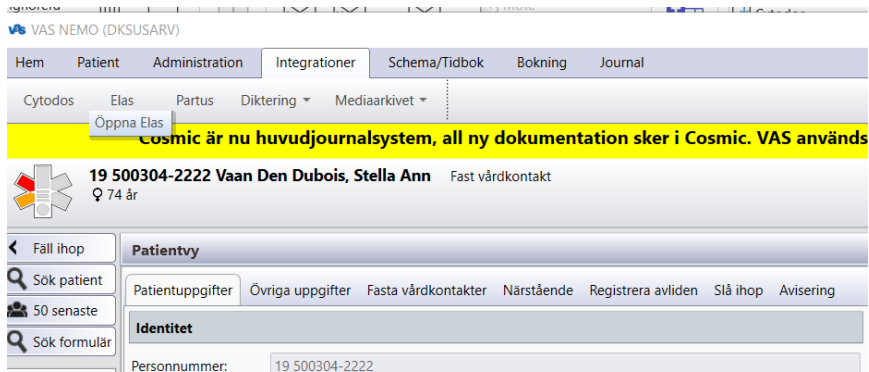 Ignorera Möte Cytodos
VAS NEMO (DKSUSARV)
Hem Patient Administration Integrationer Schema/Tidbok Bokning Journal
Cytodos Elas Partus Diktering Mediaarkivet
Öppna Elas
Cosmic är nu huvudjournalsystem, all ny dokumentation sker i Cosmic. VAS används
19 500304-2222 Vaan Den Dubois, Stella Ann Fast vårdkontakt
74 år
Fäll ihop Patientvy
Sök patient Patientuppgifter Övriga uppgifter Fasta vårdkontakter Närstående Registrera avliden Slå ihop Avisering
50 senaste
Identitet
Sök formulär
Personnummer: 19 500304-2222